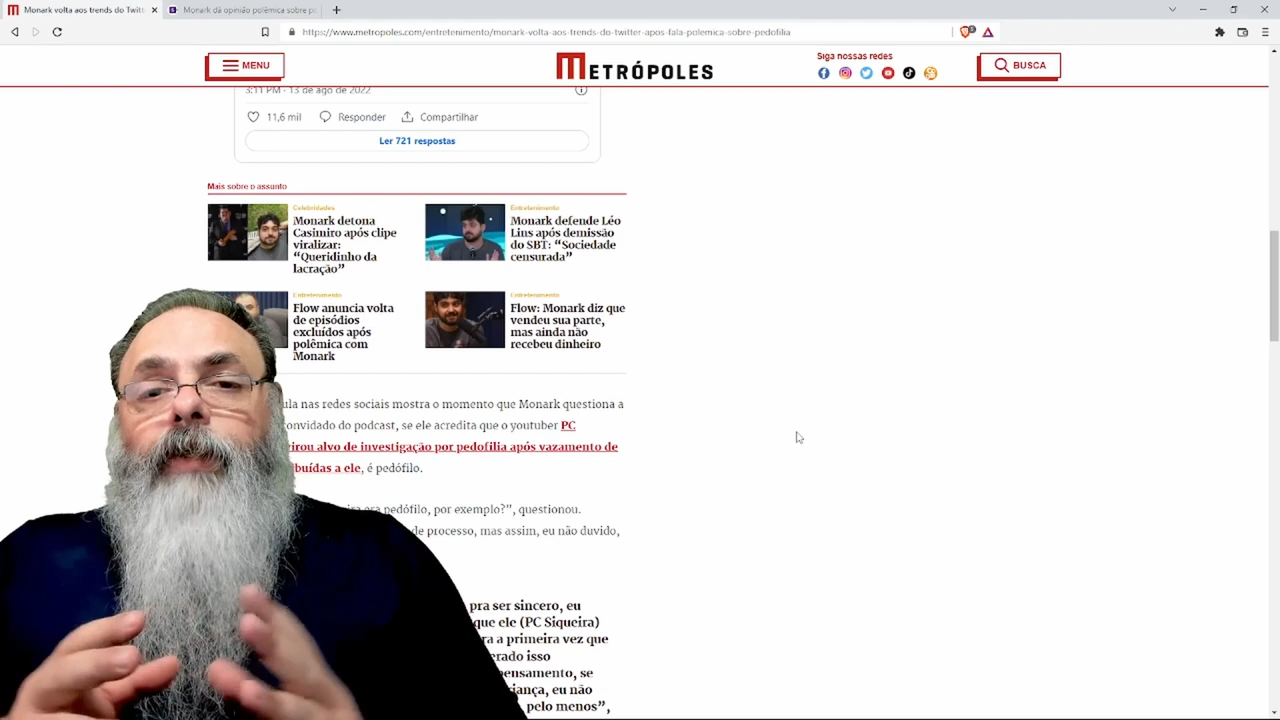 Monark volta aos trends do Twitt
Monark dá opinião polêmica sobre p
https://www.metropoles.com/entretenimento/monark-volta-aos-trends-do-twitter-apos-fala-polemica-sobre-pedofilia
MENU
METRÓPOLES
Siga nossas redes
BUSCA
3:11 PM · 13 de ago de 2022
11,6 mil
Responder
Compartilhar
Ler 721 respostas
Mais sobre o assunto
Celebridades
Monark detona
Casimiro após clipe
viralizar:
“Queridinho da
lacração”
Entretenimento
Monark defende Léo
Lins após demissão
do SBT: “Sociedade
censurada”
Entretenimento
Flow anuncia volta
de episódios
excluídos após
polêmica com
Monark
Entretenimento
Flow: Monark diz que
vendeu sua parte,
mas ainda não
recebeu dinheiro
ula nas redes sociais mostra o momento que Monark questiona a
convidado do podcast, se ele acredita que o youtuber PC
irou alvo de investigação por pedofilia após vazamento de
buídas a ele, é pedófilo.
era pedófilo, por exemplo?”, questionou.
de processo, mas assim, eu não duvido,
pra ser sincero, eu
que ele (PC Siqueira)
ra a primeira vez que
erado isso
pensamento, se
riança, eu não
pelo menos”,